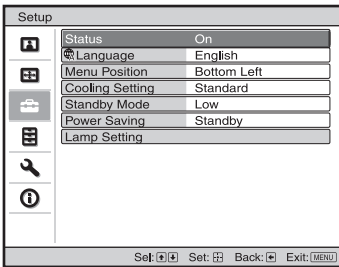 Setup
Status On
Language English
Menu Position Bottom Left
Cooling Setting Standard
Standby Mode Low
Power Saving Standby
Lamp Setting
Sel: Set: Back: Exit: MENU